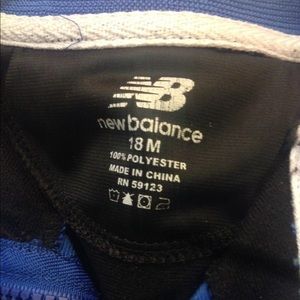 NB
new balance
18 M
100% POLYESTER
MADE IN CHINA
RN 59123